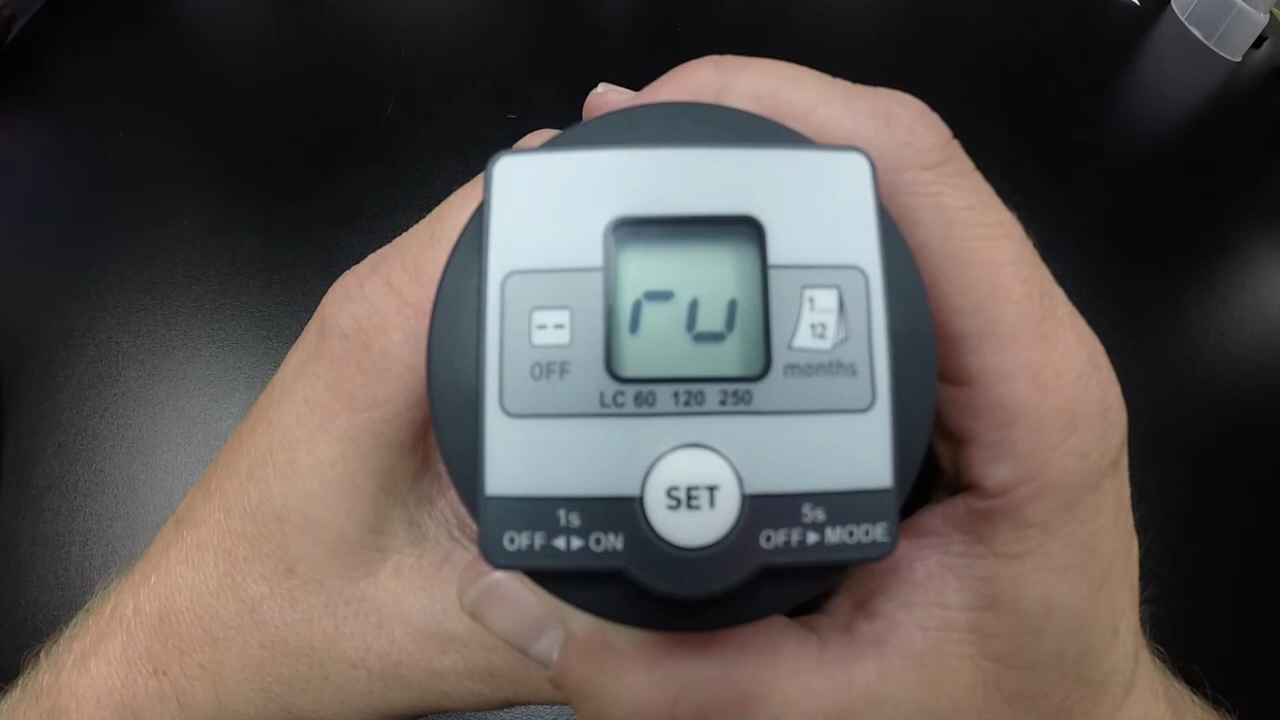 ru
--
OFF
1...
12
months
LC 60 120 250
SET
1s
OFF ◀▶ ON
5s
OFF ▶ MODE